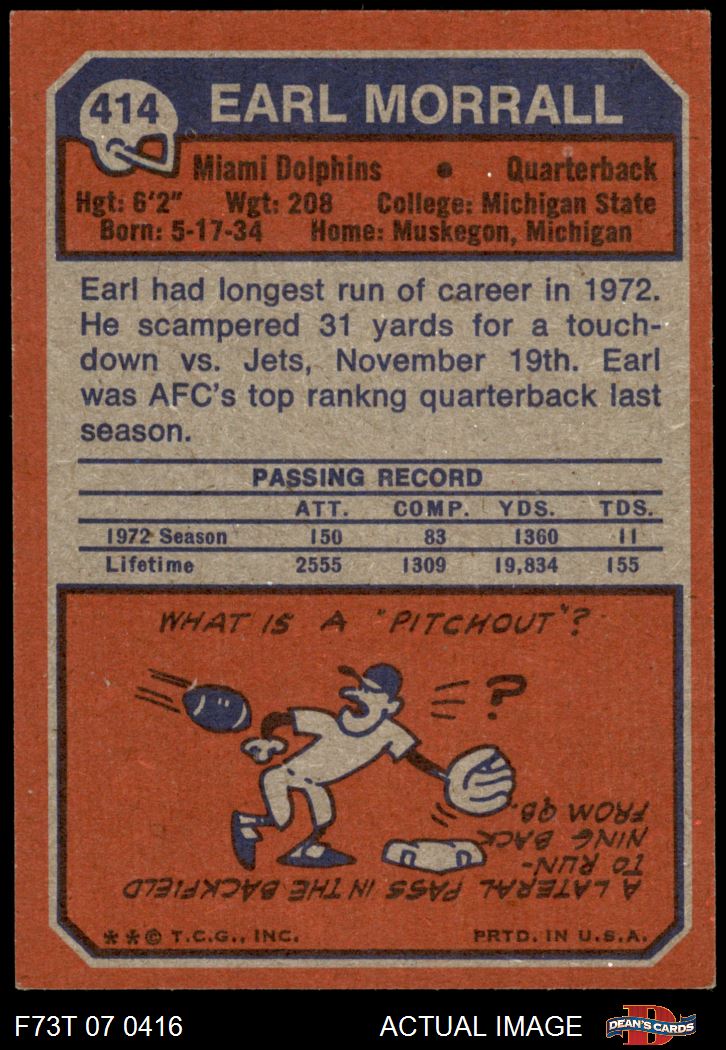 414
EARL MORRALL
Miami Dolphins • Quarterback
Hgt: 6'2" Wgt: 208 College: Michigan State
Born: 5-17-34 Home: Muskegon, Michigan
Earl had longest run of career in 1972.
He scampered 31 yards for a touch-
down vs. Jets, November 19th. Earl
was AFC's top rankng quarterback last
season.
PASSING RECORD
ATT. COMP. YDS. TDS.
1972 Season 150 83 1360 11
Lifetime 2555 1309 19,834 155
WHAT IS A "PITCHOUT"?
?
A LATERAL PASS IN THE BACKFIELD
TO RUN-
NING BACK
FROM QB.
**© T.C.G., INC. PRTD. IN U.S.A.
F73T 07 0416 ACTUAL IMAGE
D
DEAN'S CARDS